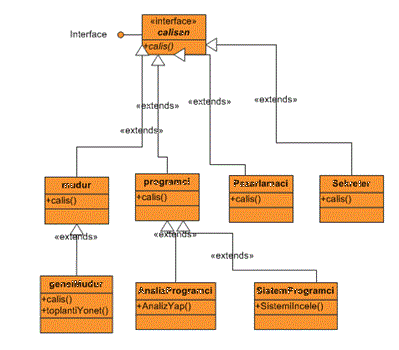 «interface»
Interface
calisan
+calis()
«extends»
«extends»
«extends»
«extends»
mudur
programci
Pazarlamaci
Sekreter
+calis()
+calis()
+calis()
+calis()
«extends»
«extends»
«extends»
genelMudur
AnalizProgramci
SistemProgramci
+calis()
+AnalizYap()
+SistemIncele()
+toplantiYonet()